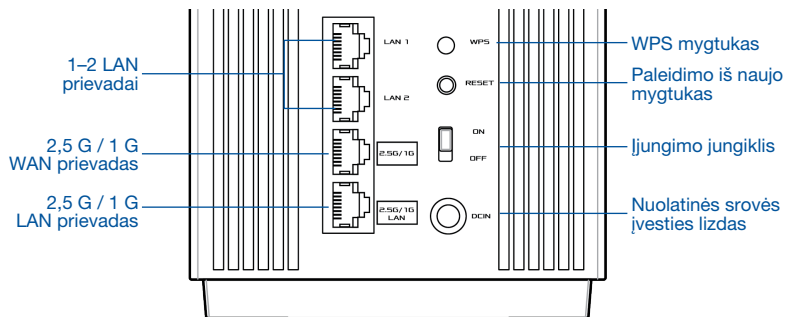 1–2 LAN
prievadai
2,5 G / 1 G
WAN prievadas
2,5 G / 1 G
LAN prievadas
LAN 1
LAN 2
2.5G/1G
2.5G/1G
LAN
WPS
RESET
ON
OFF
DCIN
WPS mygtukas
Paleidimo iš naujo
mygtukas
Įjungimo jungiklis
Nuolatinės srovės
įvesties lizdas